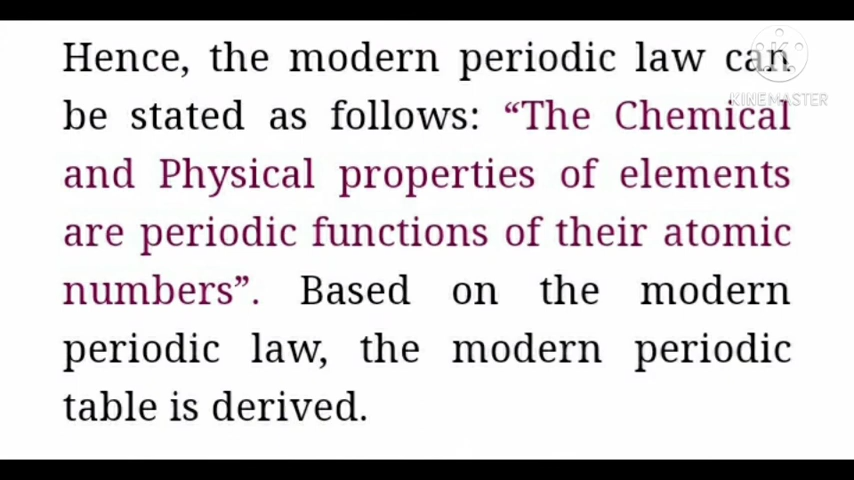 Hence, the modern periodic law can
be stated as follows: “The Chemical
and Physical properties of elements
are periodic functions of their atomic
numbers”. Based on the modern
periodic law, the modern periodic
table is derived.
K
KINEMASTER